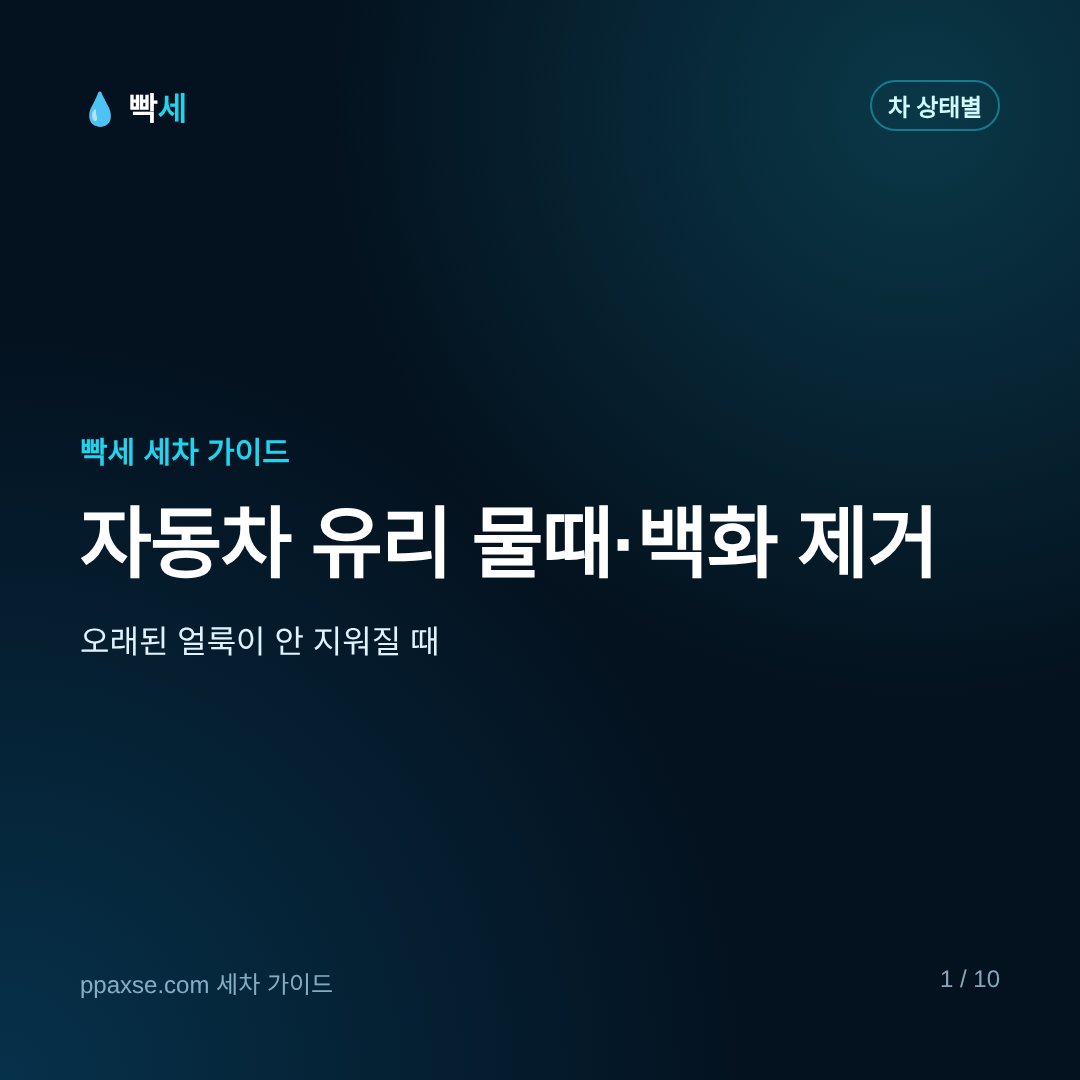 빡세
차 상태별
빡세 세차 가이드
자동차 유리 물때·백화 제거
오래된 얼룩이 안 지워질 때
ppaxse.com 세차 가이드
1 / 10